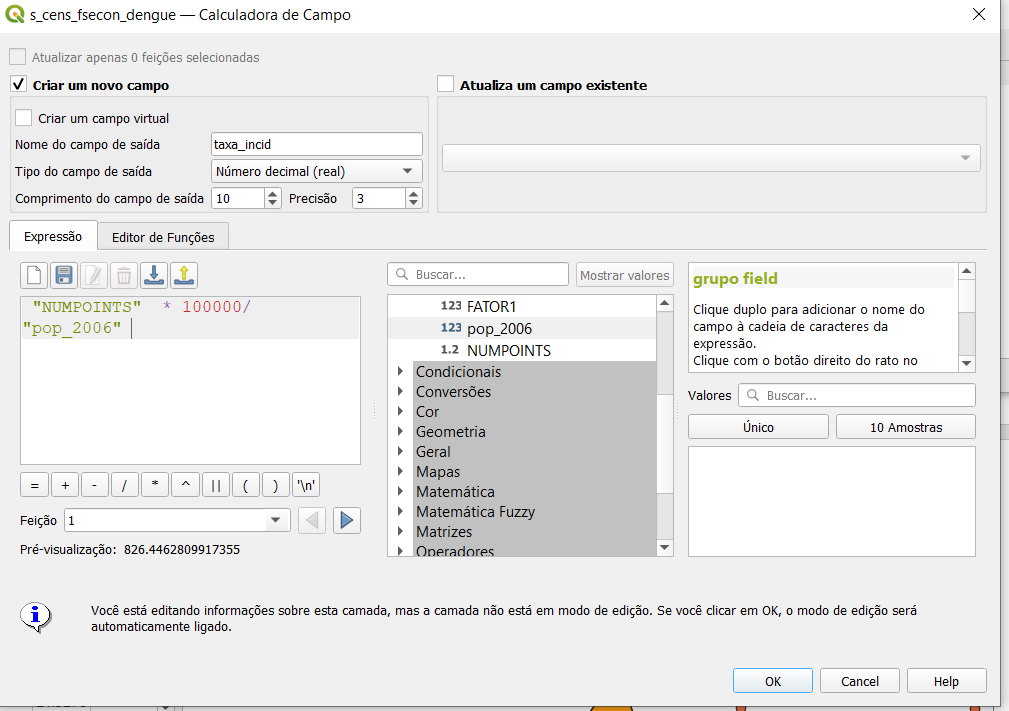 s_cens_fsecon_dengue — Calculadora de Campo
Atualizar apenas 0 feições selecionadas
Criar um novo campo
Atualiza um campo existente
Criar um campo virtual
Nome do campo de saída taxa_incid
Tipo do campo de saída Número decimal (real)
Comprimento do campo de saída 10 Precisão 3
Expressão Editor de Funções
Buscar... Mostrar valores
"NUMPOINTS" * 100000/
"pop_2006"
123 FATOR1
123 pop_2006
1.2 NUMPOINTS
Condicionais
Conversões
Cor
Geometria
Geral
Mapas
Matemática
Matemática Fuzzy
Matrizes
Operadores
grupo field
Clique duplo para adicionar o nome do
campo à cadeia de caracteres da
expressão.
Clique com o botão direito do rato no
Valores Buscar...
Único 10 Amostras
= + - / * ^ || ( ) '\n'
Feição 1
Pré-visualização: 826.4462809917355
Você está editando informações sobre esta camada, mas a camada não está em modo de edição. Se você clicar em OK, o modo de edição será
automaticamente ligado.
OK Cancel Help